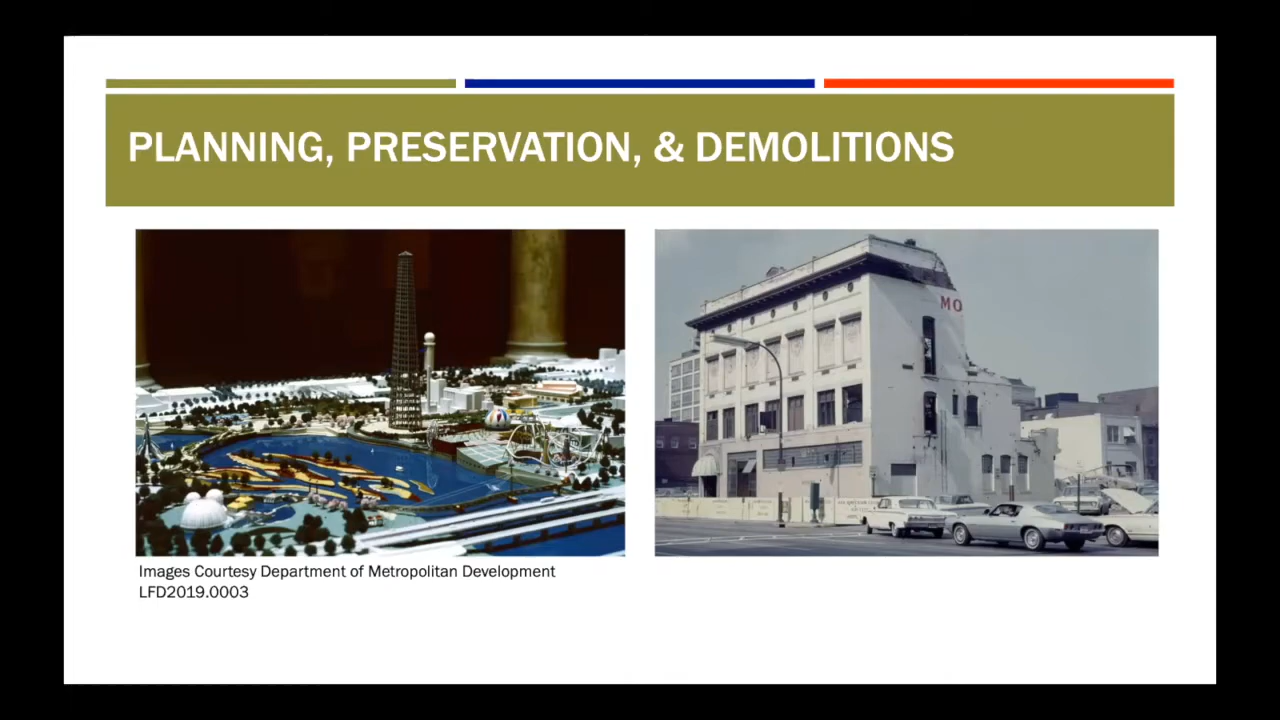 PLANNING, PRESERVATION, & DEMOLITIONS
MO
Images Courtesy Department of Metropolitan Development
LFD2019.0003